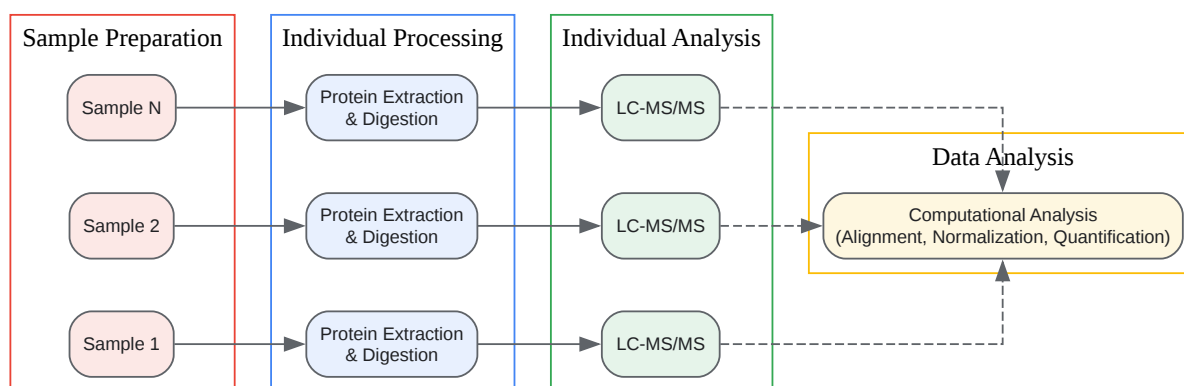 Sample Preparation
Individual Processing
Individual Analysis
Sample N
Protein Extraction
& Digestion
LC-MS/MS
Data Analysis
Sample 2
Protein Extraction
& Digestion
LC-MS/MS
Computational Analysis
(Alignment, Normalization, Quantification)
Sample 1
Protein Extraction
& Digestion
LC-MS/MS